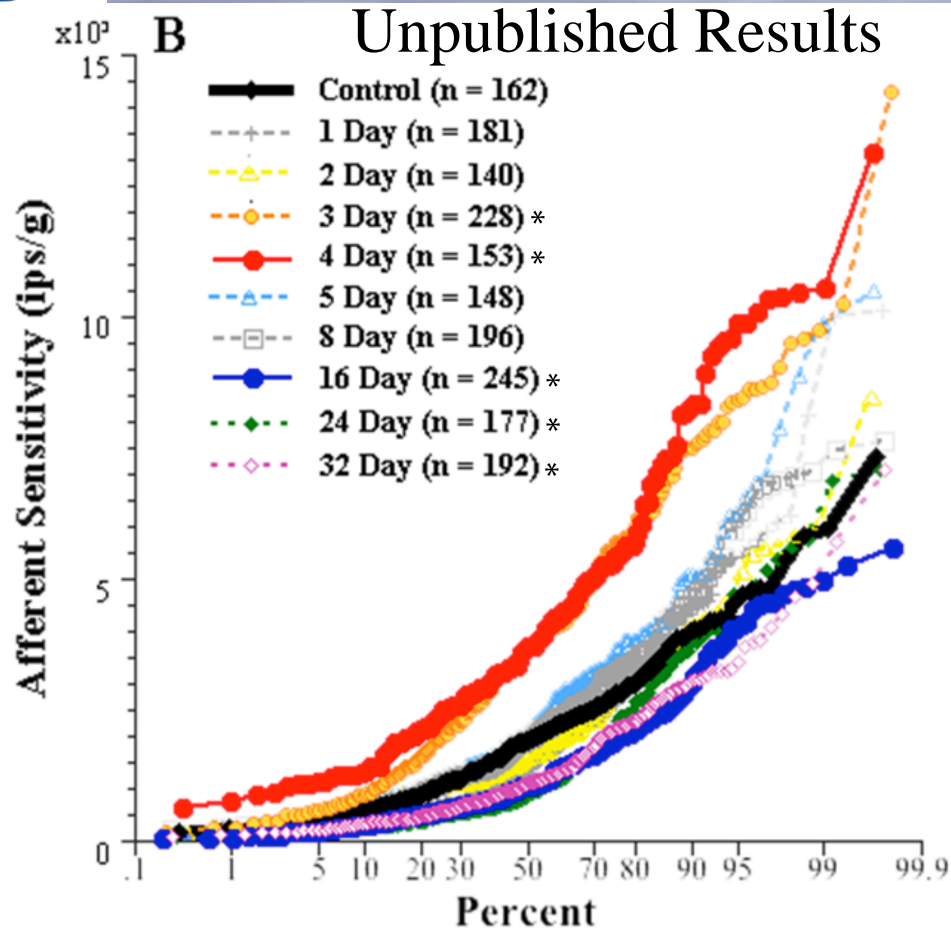 Unpublished Results
x10³
B
15
Control (n = 162)
1 Day (n = 181)
2 Day (n = 140)
3 Day (n = 228) *
4 Day (n = 153) *
5 Day (n = 148)
8 Day (n = 196)
16 Day (n = 245) *
24 Day (n = 177) *
32 Day (n = 192) *
10
5
0
Afferent Sensitivity (ips/g)
.1 1 5 10 20 30 50 70 80 90 95 99 99.9
Percent